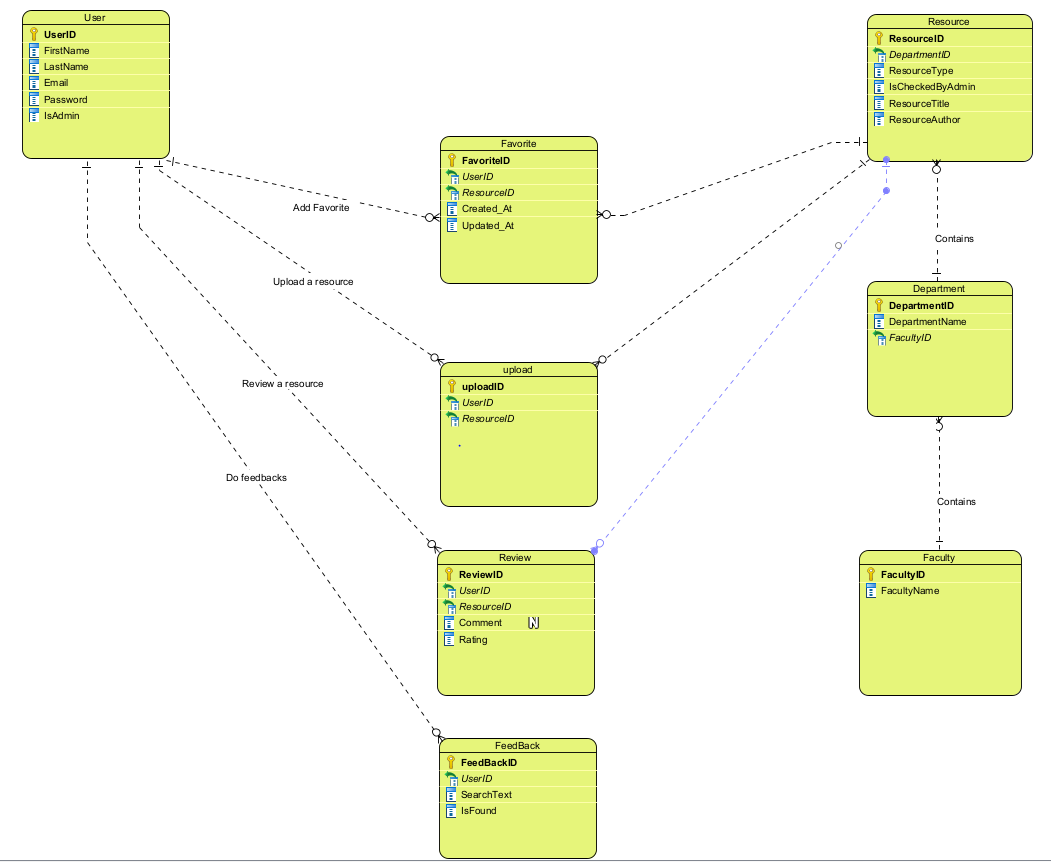 User
UserID
FirstName
LastName
Email
Password
IsAdmin
Resource
ResourceID
DepartmentID
ResourceType
IsCheckedByAdmin
ResourceTitle
ResourceAuthor
Favorite
FavoriteID
UserID
ResourceID
Created_At
Updated_At
Add Favorite
Contains
Upload a resource
Department
DepartmentID
DepartmentName
FacultyID
upload
uploadID
UserID
ResourceID
Review a resource
Do feedbacks
Contains
Review
ReviewID
UserID
ResourceID
Comment
Rating
Faculty
FacultyID
FacultyName
FeedBack
FeedBackID
UserID
SearchText
IsFound